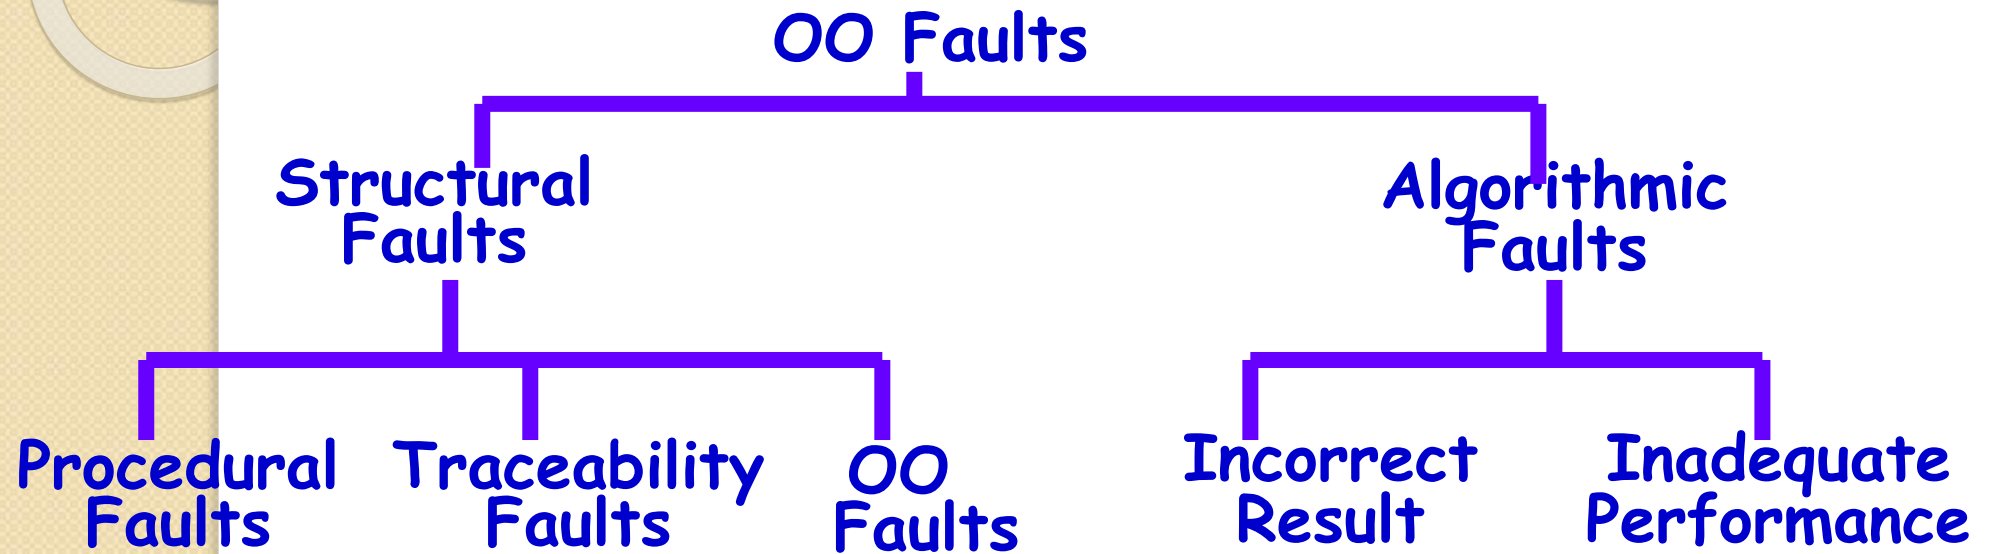 OO Faults
Structural
Faults
Algorithmic
Faults
Procedural
Faults
Traceability
Faults
OO
Faults
Incorrect
Result
Inadequate
Performance